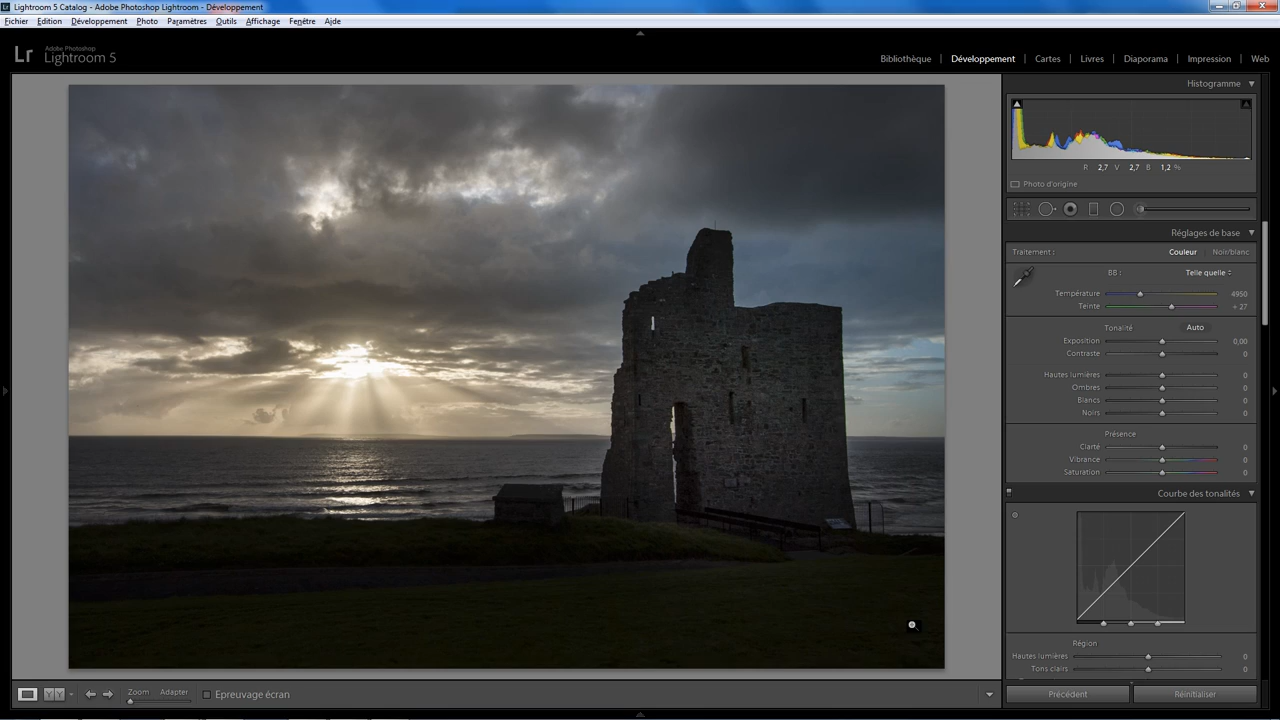 Lightroom 5 Catalog - Adobe Photoshop Lightroom - Développement
Fichier Edition Développement Photo Paramètres Outils Affichage Fenêtre Aide
Lr Adobe Photoshop
Lightroom 5
Bibliothèque | Développement | Cartes | Livres | Diaporama | Impression | Web
Histogramme
R 2,7 V 2,7 B 1,2 %
Photo d'origine
Réglages de base
Traitement : Couleur Noir/blanc
BB : Telle quelle
Température 4950
Teinte + 27
Tonalité Auto
Exposition 0,00
Contraste 0
Hautes lumières 0
Ombres 0
Blancs 0
Noirs 0
Présence
Clarté 0
Vibrance 0
Saturation 0
Courbe des tonalités
Région
Hautes lumières 0
Tons clairs 0
Zoom Adapter
Epreuvage écran
Précédent Réinitialiser